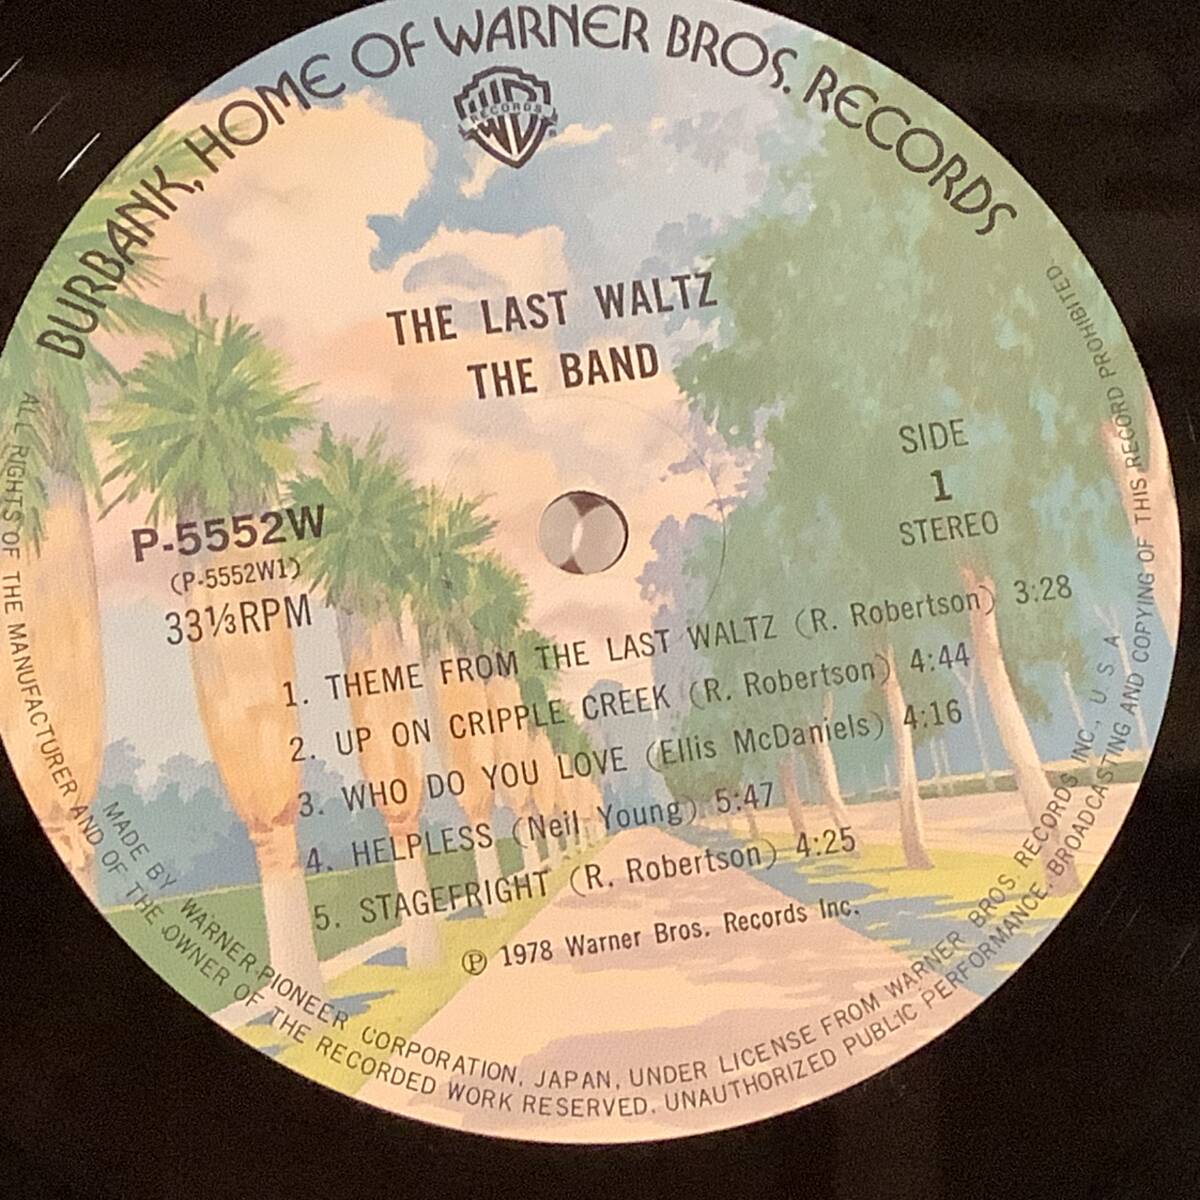 BURBANK, HOME OF WARNER BROS. RECORDS
W RECORDS
THE LAST WALTZ
THE BAND
SIDE
1
STEREO
P-5552W
(P-5552W1)
33⅓RPM
1. THEME FROM THE LAST WALTZ (R. Robertson) 3:28
2. UP ON CRIPPLE CREEK (R. Robertson) 4:44
3. WHO DO YOU LOVE (Ellis McDaniels) 4:16
4. HELPLESS (Neil Young) 5:47
5. STAGEFRIGHT (R. Robertson) 4:25
Ⓟ 1978 Warner Bros. Records Inc.
MADE BY WARNER-PIONEER CORPORATION, JAPAN, UNDER LICENSE FROM WARNER BROS. RECORDS INC., U S A
ALL RIGHTS OF THE MANUFACTURER AND OF THE OWNER OF THE RECORDED WORK RESERVED. UNAUTHORIZED PUBLIC PERFORMANCE, BROADCASTING AND COPYING OF THIS RECORD PROHIBITED.